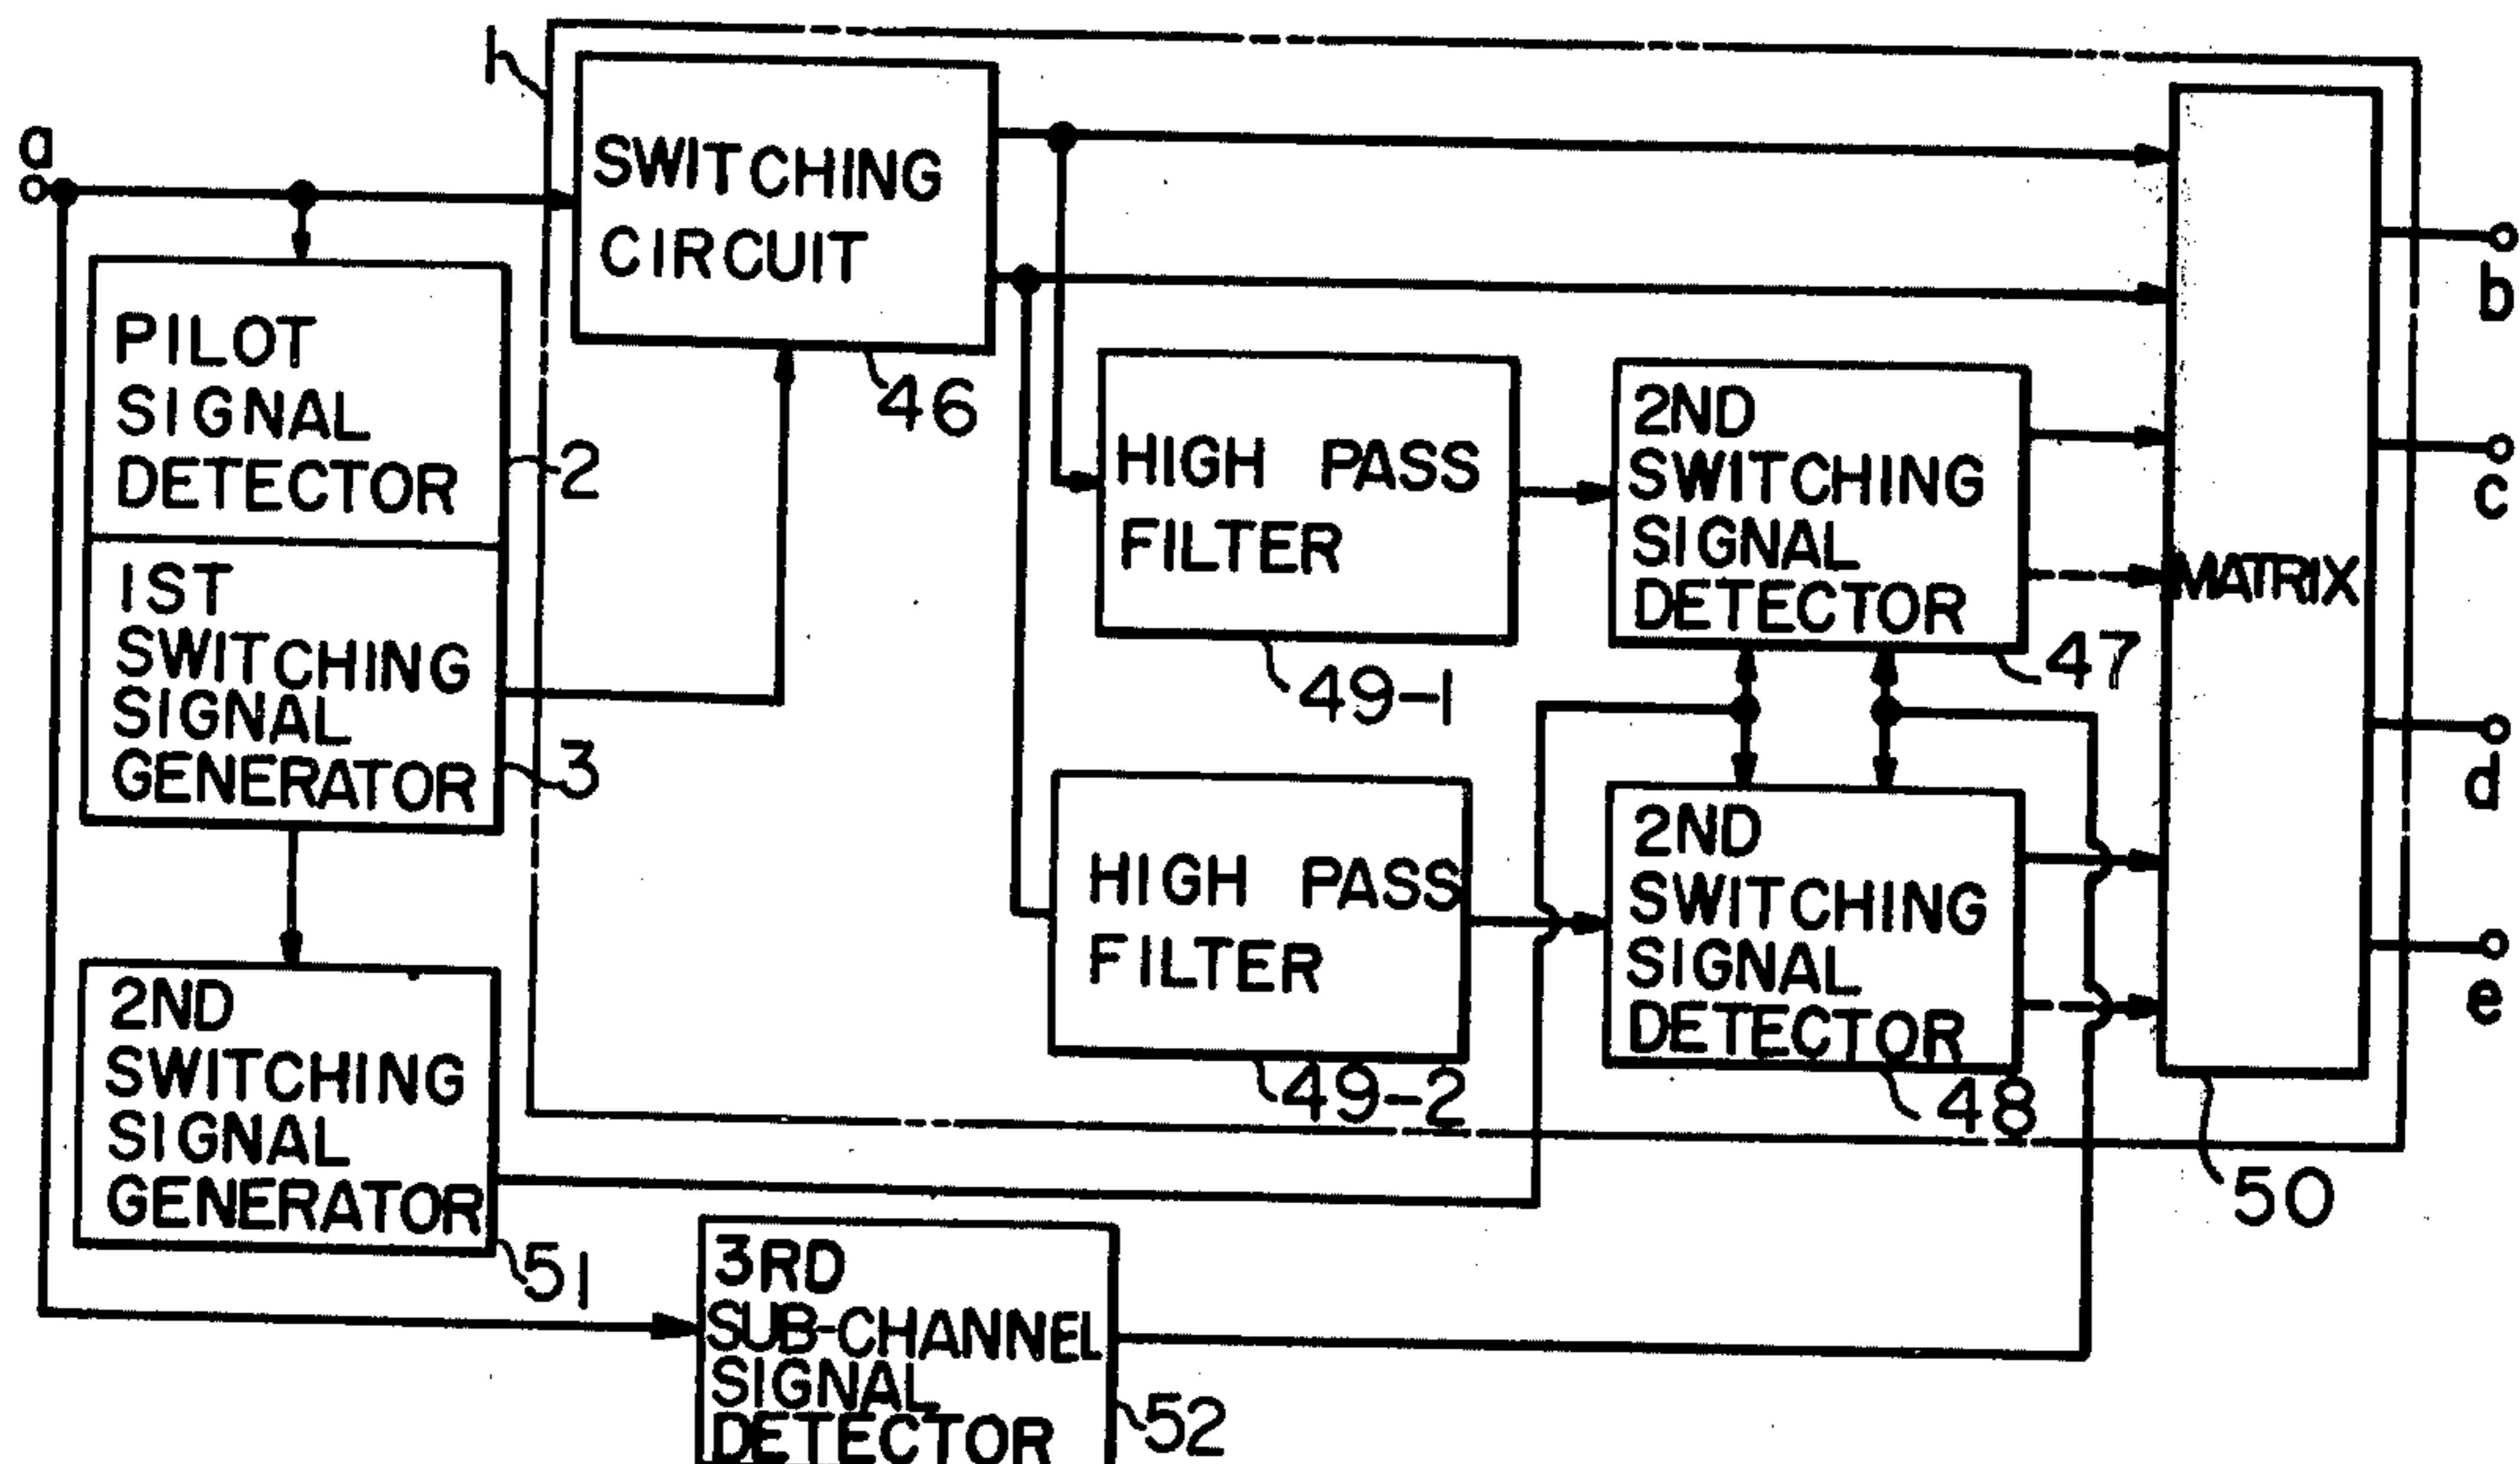 1
a
SWITCHING
CIRCUIT
46
b
PILOT
SIGNAL
DETECTOR
2
HIGH PASS
FILTER
49-1
2ND
SWITCHING
SIGNAL
DETECTOR
47
c
MATRIX
1ST
SWITCHING
SIGNAL
GENERATOR
3
d
HIGH PASS
FILTER
49-2
2ND
SWITCHING
SIGNAL
DETECTOR
48
e
50
2ND
SWITCHING
SIGNAL
GENERATOR
51
3RD
SUB-CHANNEL
SIGNAL
DETECTOR
52